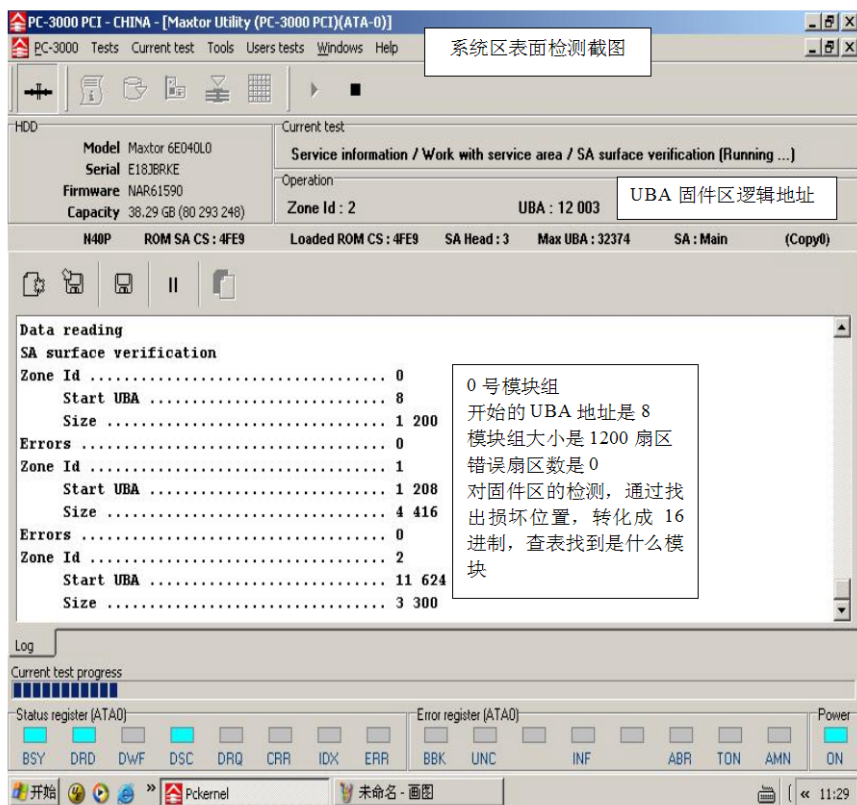 PC-3000 PCI - CHINA - [Maxtor Utility (PC-3000 PCI)(ATA-0)]
PC-3000 Tests Current test Tools Users tests Windows Help
系统区表面检测截图
HDD
Model Maxtor 6E040L0
Serial E18JBRKE
Firmware NAR61590
Capacity 38.29 GB (80 293 248)
Current test
Service information / Work with service area / SA surface verification (Running ...)
Operation
Zone Id : 2 UBA : 12 003
UBA 固件区逻辑地址
N40P ROM SA CS : 4FE9 Loaded ROM CS : 4FE9 SA Head : 3 Max UBA : 32374 SA : Main (Copy0)
Data reading
SA surface verification
Zone Id .................................. 0
Start UBA ........................... 8
Size ................................ 1 200
Errors ................................... 0
Zone Id .................................. 1
Start UBA ........................... 1 208
Size ................................ 4 416
Errors ................................... 0
Zone Id .................................. 2
Start UBA ........................... 11 624
Size ................................ 3 300
0 号模块组
开始的 UBA 地址是 8
模块组大小是 1200 扇区
错误扇区数是 0
对固件区的检测，通过找
出损坏位置，转化成 16
进制，查表找到是什么模
块
Log
Current test progress
Status register (ATA0)
BSY DRD DWF DSC DRQ CRR IDX ERR
Error register (ATA0)
BBK UNC INF ABR TON AMN
Power
ON
开始 » Pckernel 未命名 - 画图 « 11:29